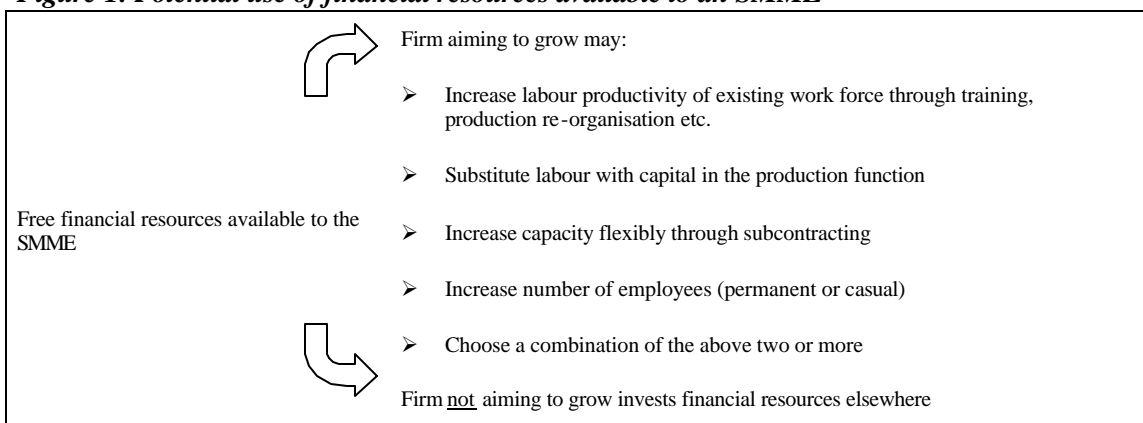 Figure 1: Potential use of financial resources available to an SMME
Firm aiming to grow may:
➢ Increase labour productivity of existing work force through training,
production re-organisation etc.
➢ Substitute labour with capital in the production function
Free financial resources available to the
SMME
➢ Increase capacity flexibly through subcontracting
➢ Increase number of employees (permanent or casual)
➢ Choose a combination of the above two or more
Firm not aiming to grow invests financial resources elsewhere